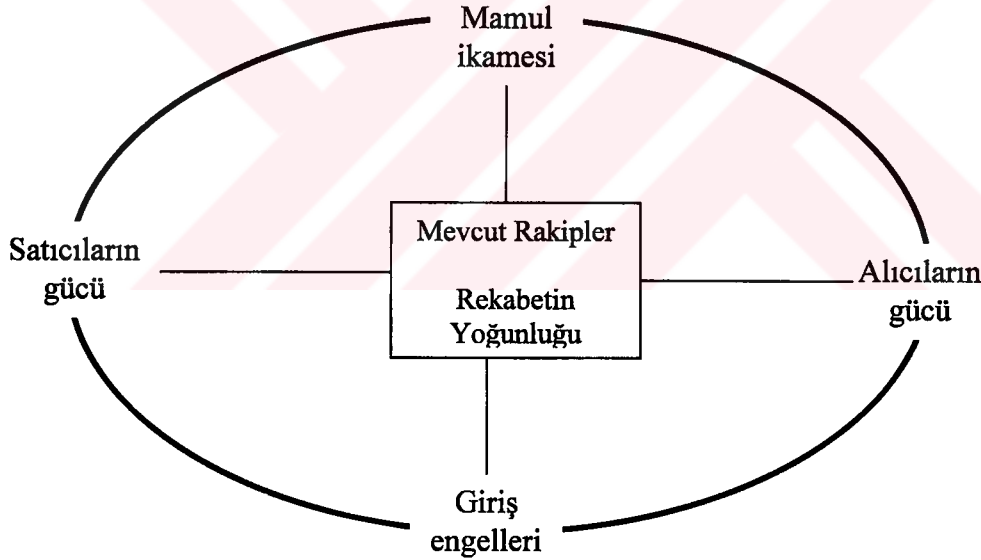 Mamul
ikamesi
Satıcıların
gücü
Mevcut Rakipler
Rekabetin
Yoğunluğu
Alıcıların
gücü
Giriş
engelleri